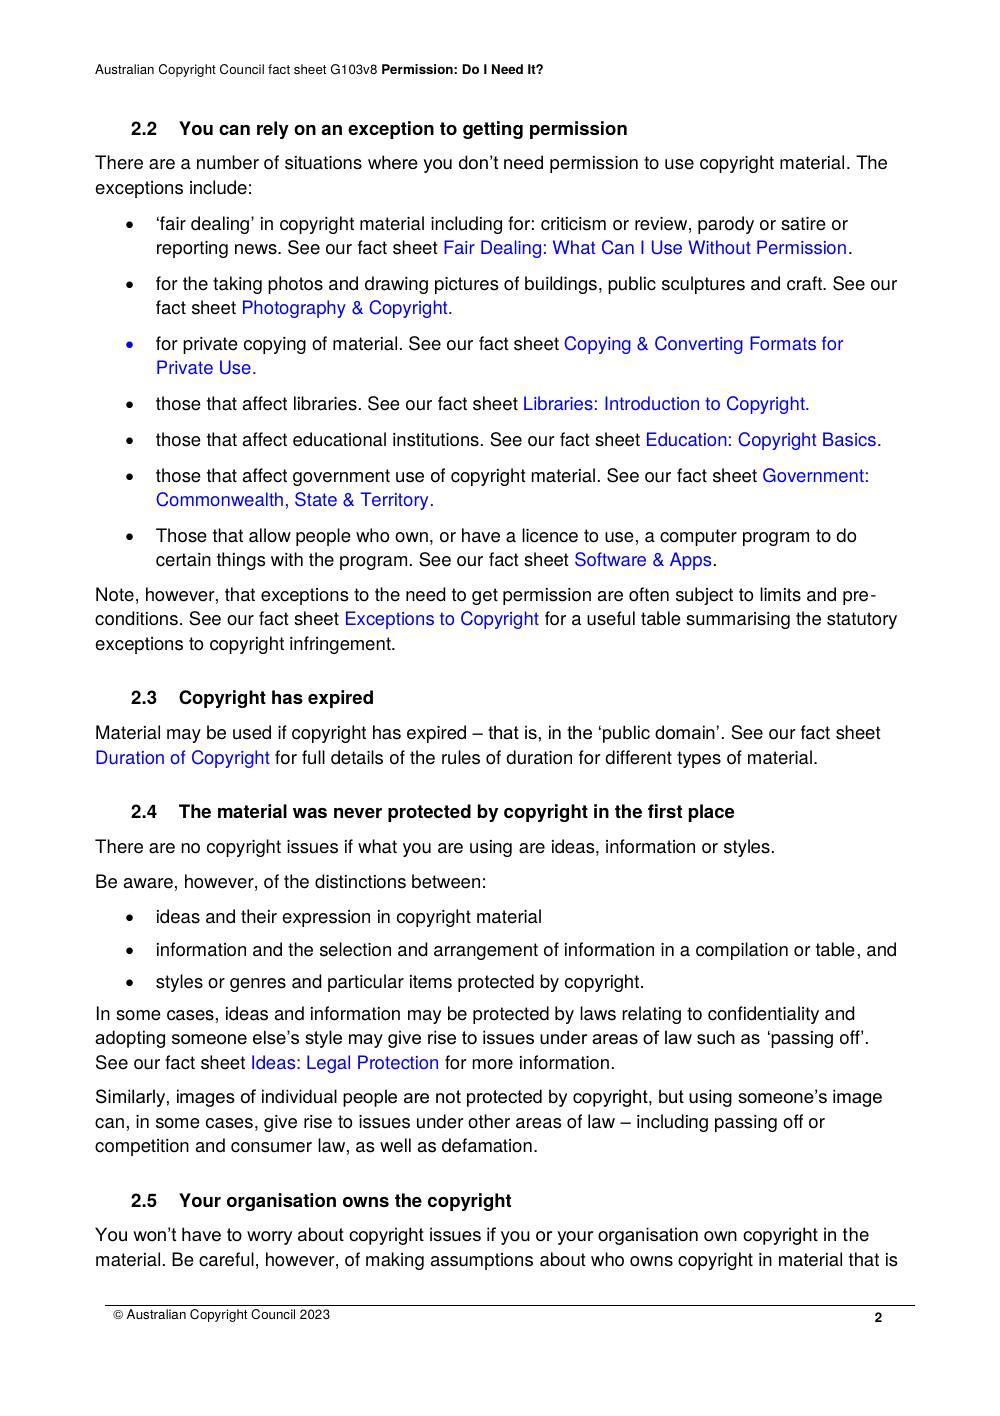 Australian Copyright Council fact sheet G103v8 Permission: Do I Need It?
2.2 You can rely on an exception to getting permission
There are a number of situations where you don’t need permission to use copyright material. The
exceptions include:
• ‘fair dealing’ in copyright material including for: criticism or review, parody or satire or
reporting news. See our fact sheet Fair Dealing: What Can I Use Without Permission.
• for the taking photos and drawing pictures of buildings, public sculptures and craft. See our
fact sheet Photography & Copyright.
• for private copying of material. See our fact sheet Copying & Converting Formats for
Private Use.
• those that affect libraries. See our fact sheet Libraries: Introduction to Copyright.
• those that affect educational institutions. See our fact sheet Education: Copyright Basics.
• those that affect government use of copyright material. See our fact sheet Government:
Commonwealth, State & Territory.
• Those that allow people who own, or have a licence to use, a computer program to do
certain things with the program. See our fact sheet Software & Apps.
Note, however, that exceptions to the need to get permission are often subject to limits and pre-
conditions. See our fact sheet Exceptions to Copyright for a useful table summarising the statutory
exceptions to copyright infringement.
2.3 Copyright has expired
Material may be used if copyright has expired – that is, in the ‘public domain’. See our fact sheet
Duration of Copyright for full details of the rules of duration for different types of material.
2.4 The material was never protected by copyright in the first place
There are no copyright issues if what you are using are ideas, information or styles.
Be aware, however, of the distinctions between:
• ideas and their expression in copyright material
• information and the selection and arrangement of information in a compilation or table, and
• styles or genres and particular items protected by copyright.
In some cases, ideas and information may be protected by laws relating to confidentiality and
adopting someone else’s style may give rise to issues under areas of law such as ‘passing off’.
See our fact sheet Ideas: Legal Protection for more information.
Similarly, images of individual people are not protected by copyright, but using someone’s image
can, in some cases, give rise to issues under other areas of law – including passing off or
competition and consumer law, as well as defamation.
2.5 Your organisation owns the copyright
You won’t have to worry about copyright issues if you or your organisation own copyright in the
material. Be careful, however, of making assumptions about who owns copyright in material that is
© Australian Copyright Council 2023
2